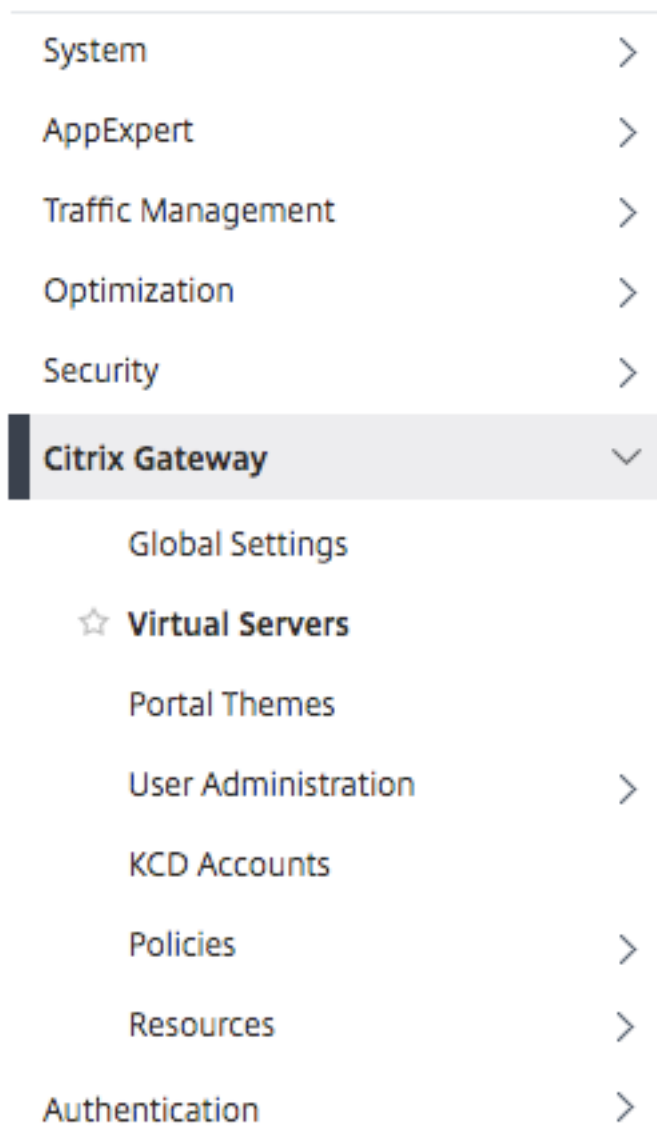 System
AppExpert
Traffic Management
Optimization
Security
Citrix Gateway
Global Settings
Virtual Servers
Portal Themes
User Administration
KCD Accounts
Policies
Resources
Authentication